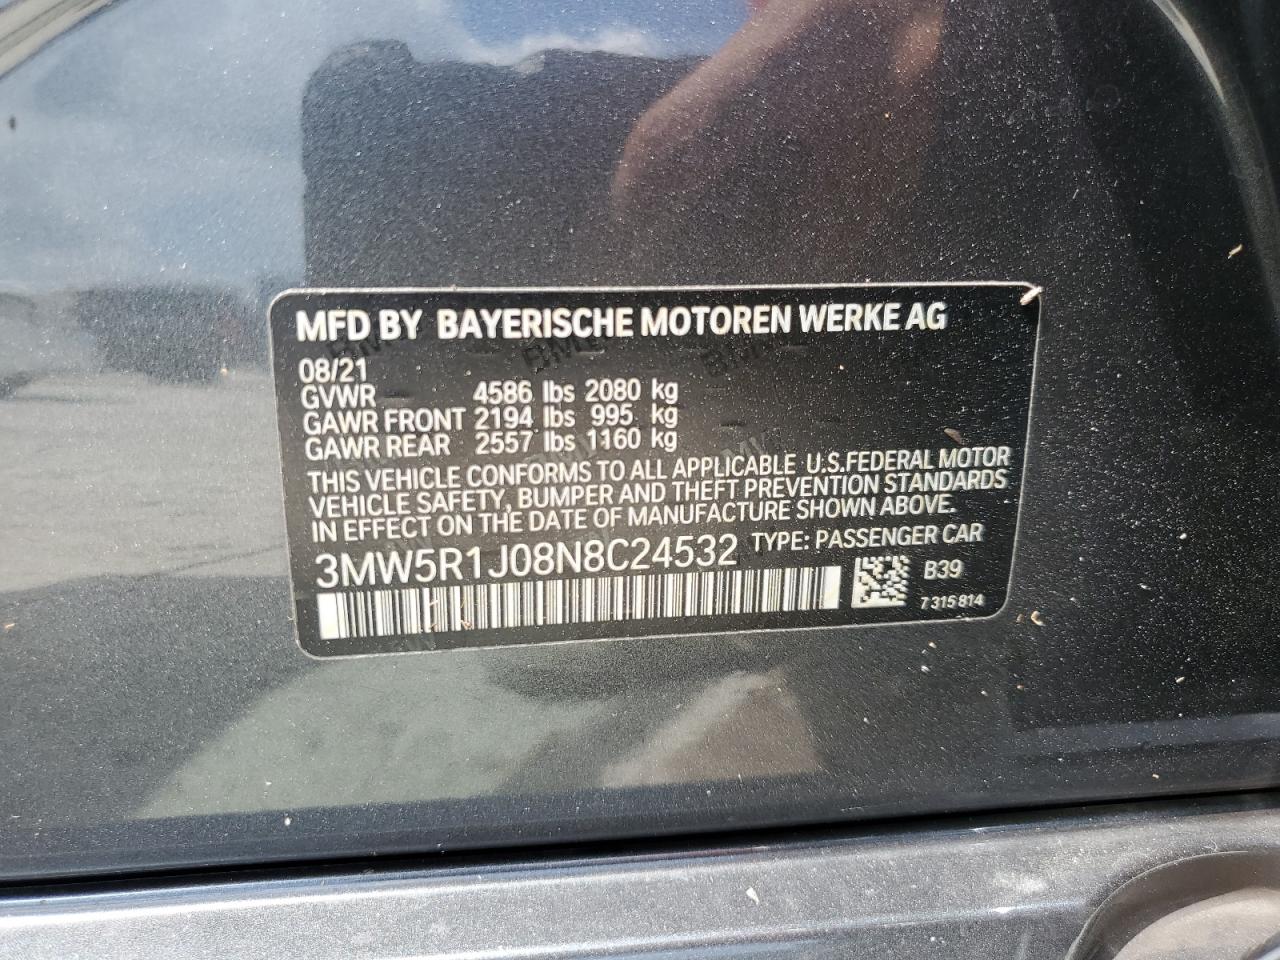 MFD BY BAYERISCHE MOTOREN WERKE AG
08/21
GVWR 4586 lbs 2080 kg
GAWR FRONT 2194 lbs 995 kg
GAWR REAR 2557 lbs 1160 kg
THIS VEHICLE CONFORMS TO ALL APPLICABLE U.S.FEDERAL MOTOR
VEHICLE SAFETY, BUMPER AND THEFT PREVENTION STANDARDS
IN EFFECT ON THE DATE OF MANUFACTURE SHOWN ABOVE.
3MW5R1J08N8C24532 TYPE: PASSENGER CAR
B39
7 315 814